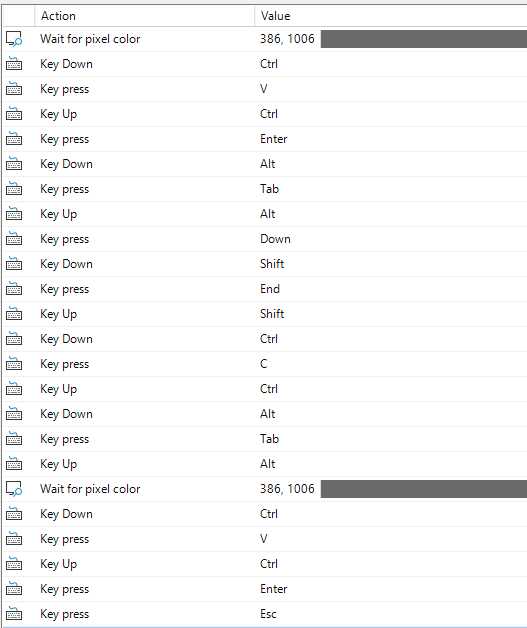 Action Value
Wait for pixel color 386, 1006
Key Down Ctrl
Key press V
Key Up Ctrl
Key press Enter
Key Down Alt
Key press Tab
Key Up Alt
Key press Down
Key Down Shift
Key press End
Key Up Shift
Key Down Ctrl
Key press C
Key Up Ctrl
Key Down Alt
Key press Tab
Key Up Alt
Wait for pixel color 386, 1006
Key Down Ctrl
Key press V
Key Up Ctrl
Key press Enter
Key press Esc